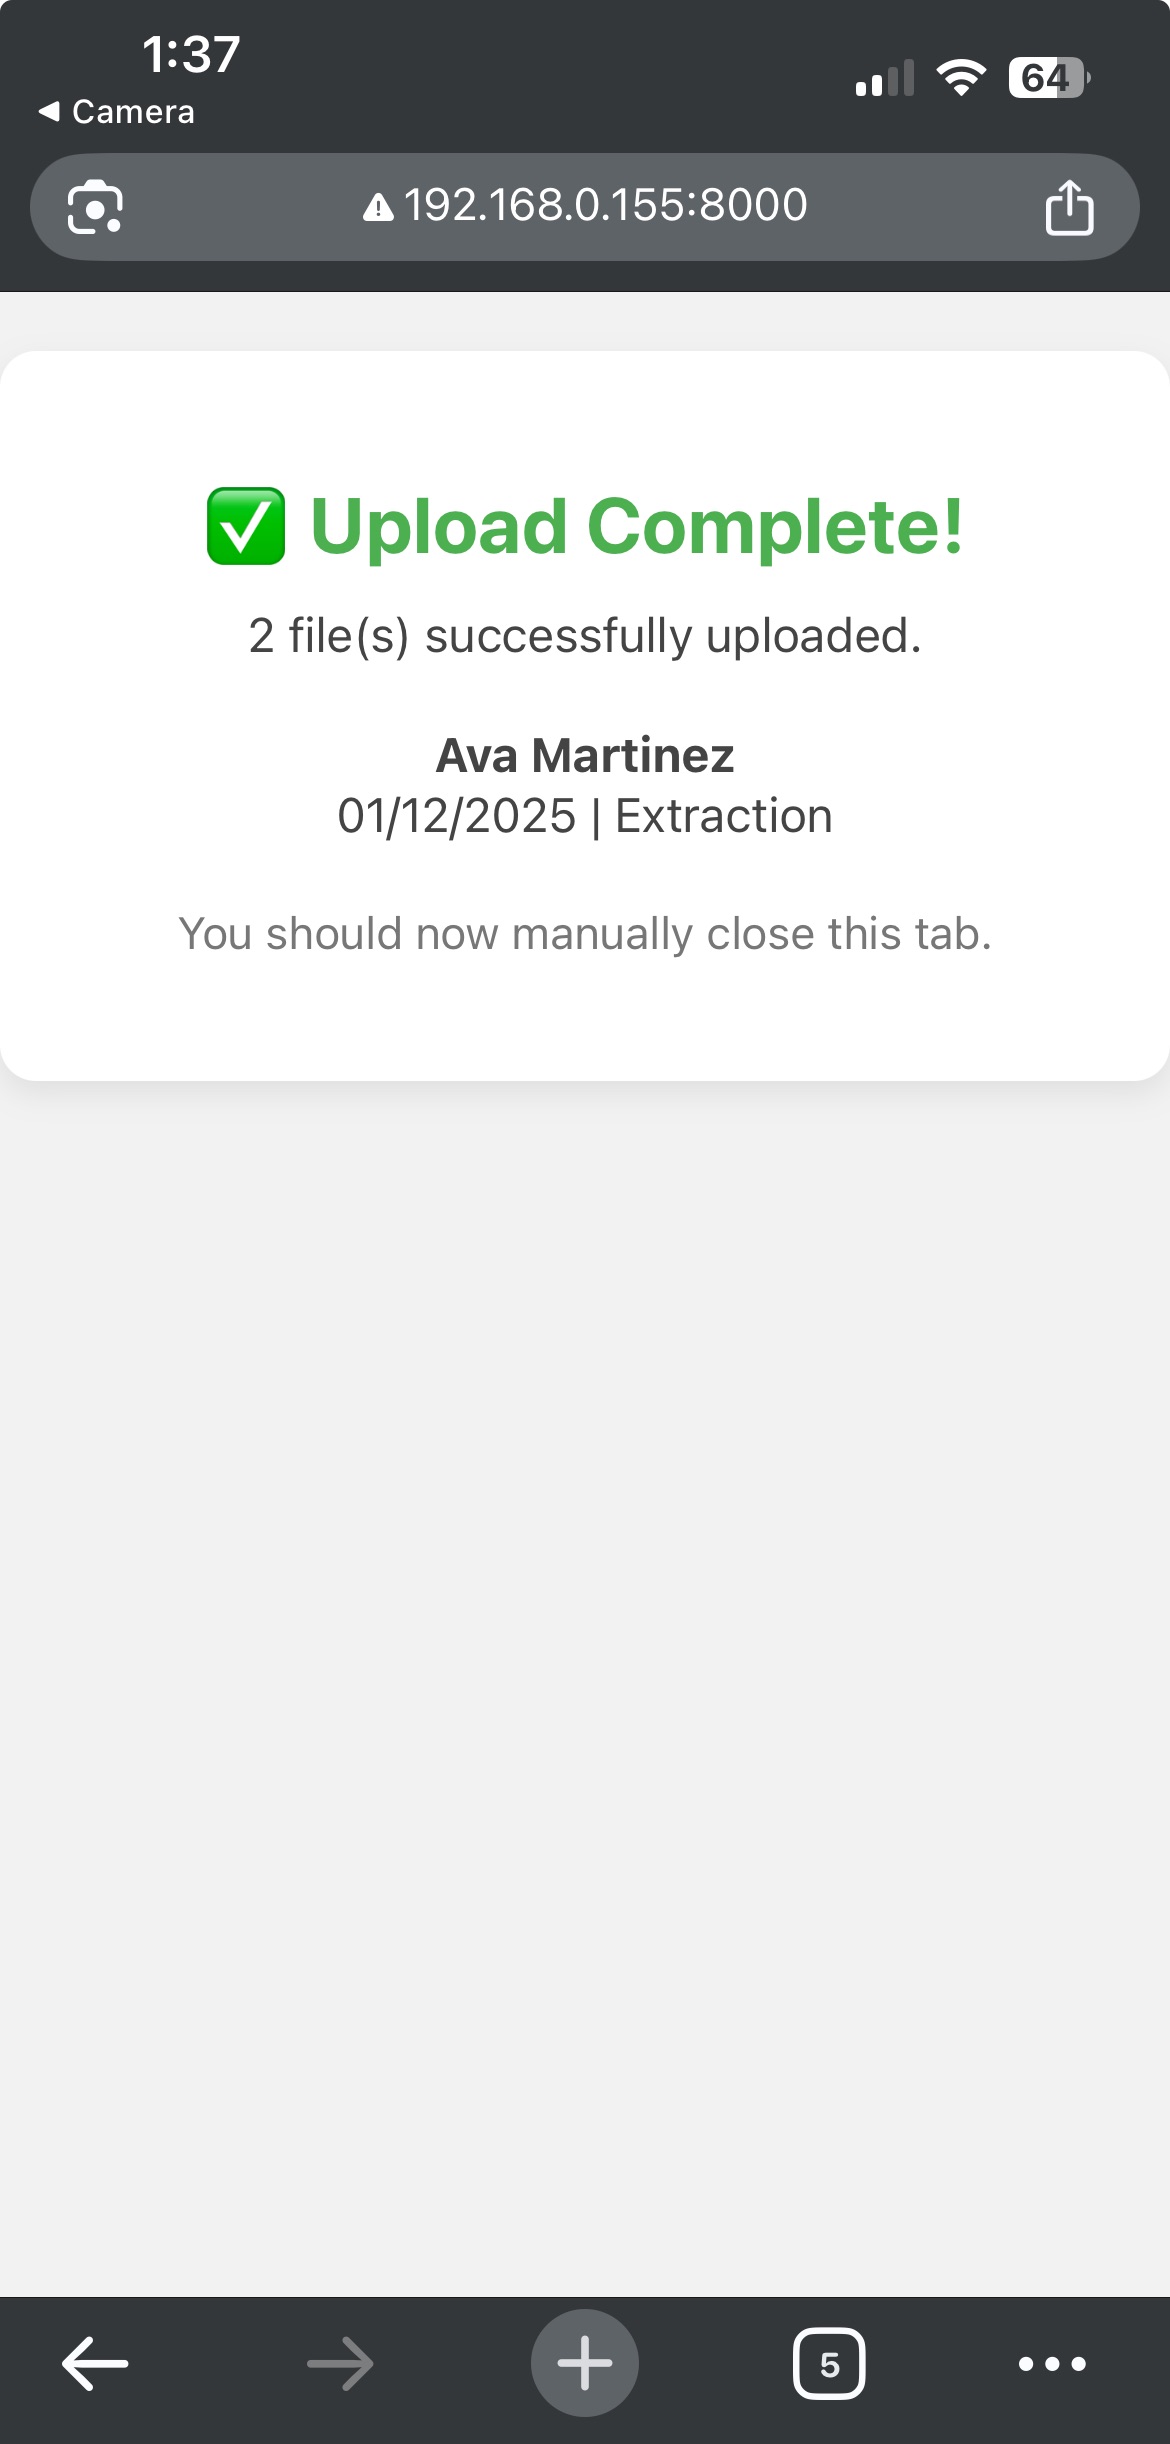 1:37
64
◀ Camera
192.168.0.155:8000
✅ Upload Complete!
2 file(s) successfully uploaded.
Ava Martinez
01/12/2025 | Extraction
You should now manually close this tab.
5